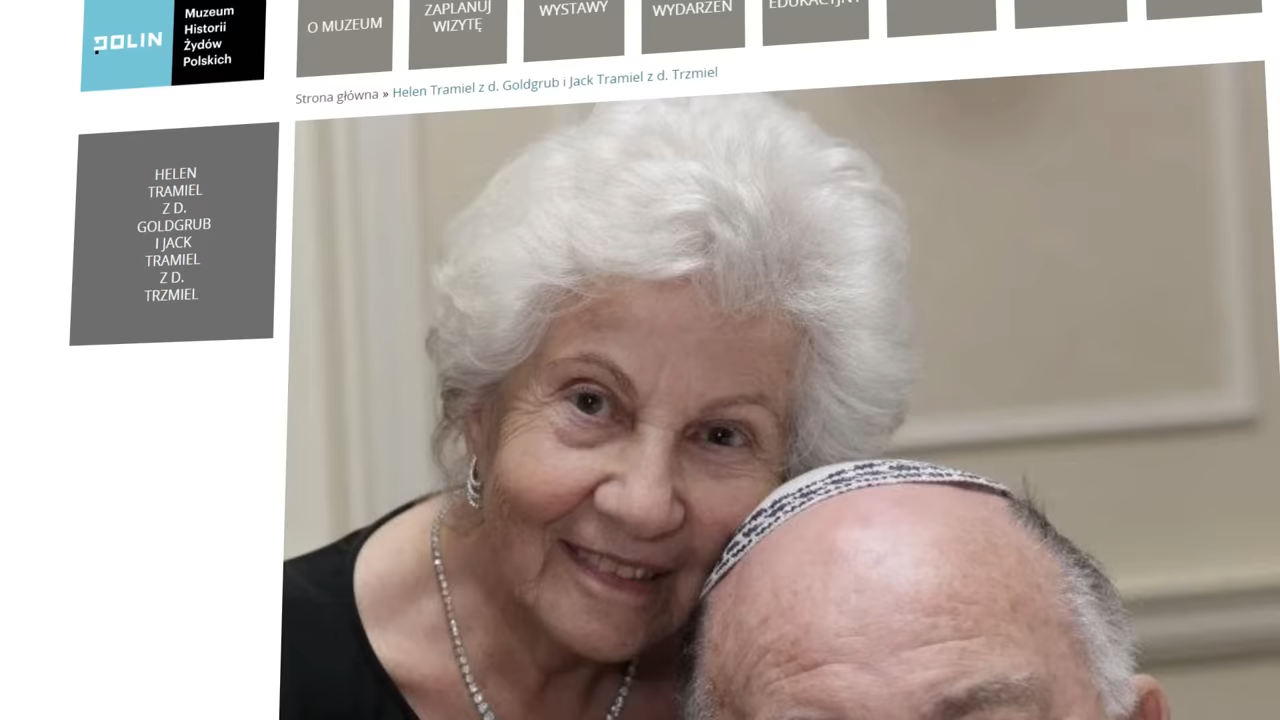 POLIN
Muzeum
Historii
Żydów
Polskich
O MUZEUM
ZAPLANUJ
WIZYTĘ
WYSTAWY
WYDARZEŃ
EDUKACYJNY
Strona główna » Helen Tramiel z d. Goldgrub i Jack Tramiel z d. Trzmiel
HELEN
TRAMIEL
Z D.
GOLDGRUB
I JACK
TRAMIEL
Z D.
TRZMIEL